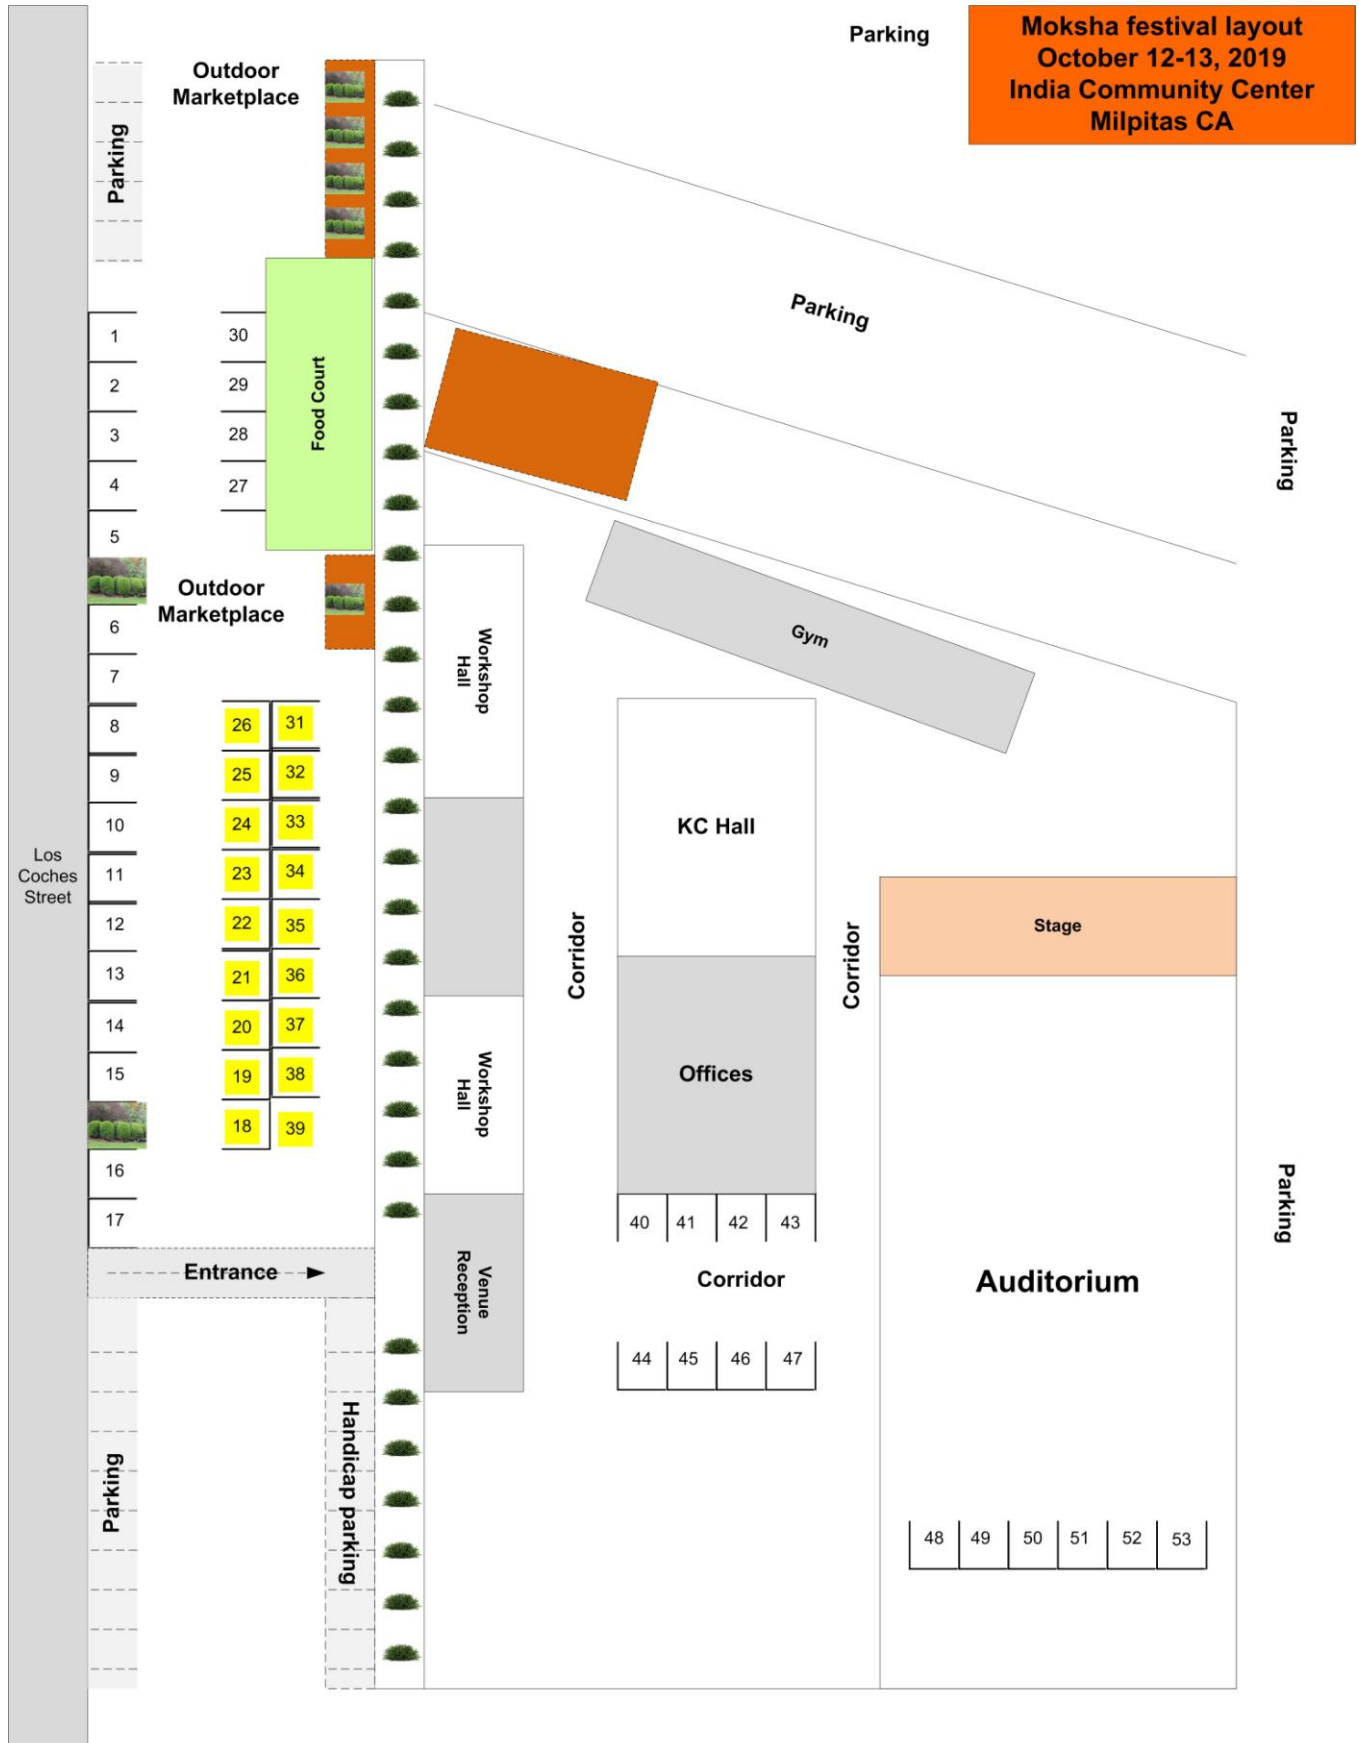 Parking
Moksha festival layout
October 12-13, 2019
India Community Center
Milpitas CA
Outdoor
Marketplace
Parking
Parking
Parking
1
30
2
29
3
28
4
27
5
Food Court
Outdoor
Marketplace
6
7
8
26
31
9
25
32
10
24
33
11
23
34
12
22
35
13
21
36
14
20
37
15
19
38
18
39
16
17
Los
Coches
Street
Workshop
Hall
Gym
KC Hall
Stage
Corridor
Corridor
Offices
Workshop
Hall
Parking
40
41
42
43
Entrance
Venue
Reception
Corridor
Auditorium
44
45
46
47
Parking
Handicap parking
48
49
50
51
52
53